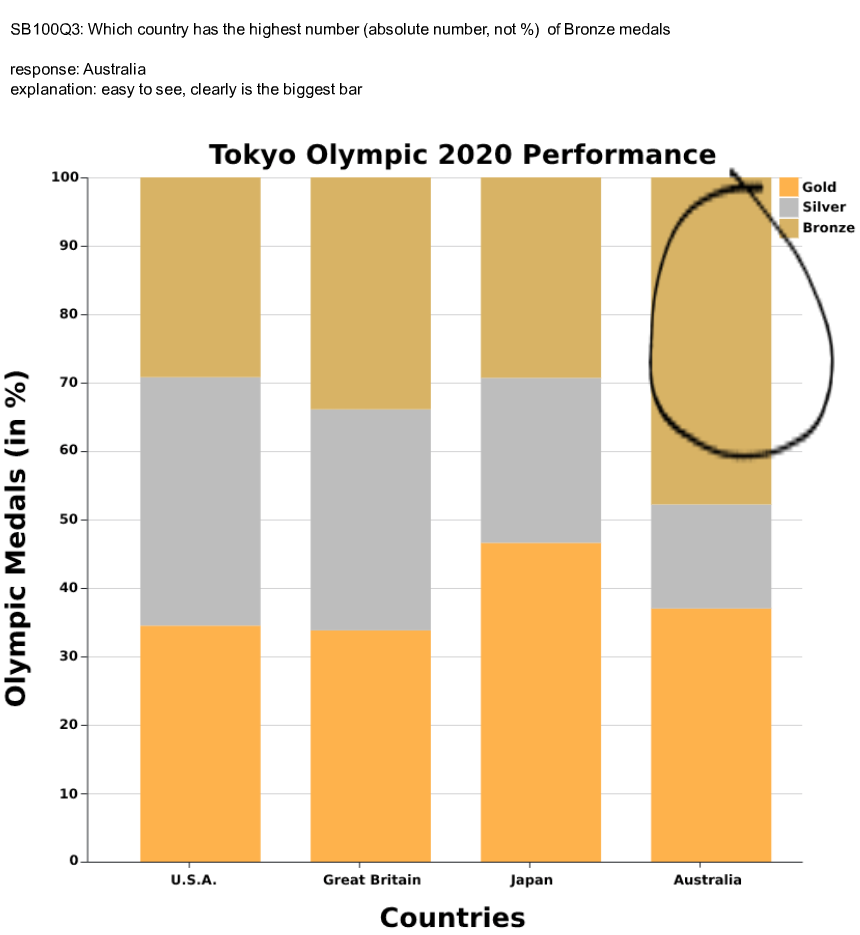 SB100Q3: Which country has the highest number (absolute number, not %)  of Bronze medals
response: Australia
explanation: easy to see, clearly is the biggest bar
Tokyo Olympic 2020 Performance
Gold
Silver
Bronze
Olympic Medals (in %)
100
90
80
70
60
50
40
30
20
10
0
U.S.A.
Great Britain
Japan
Australia
Countries